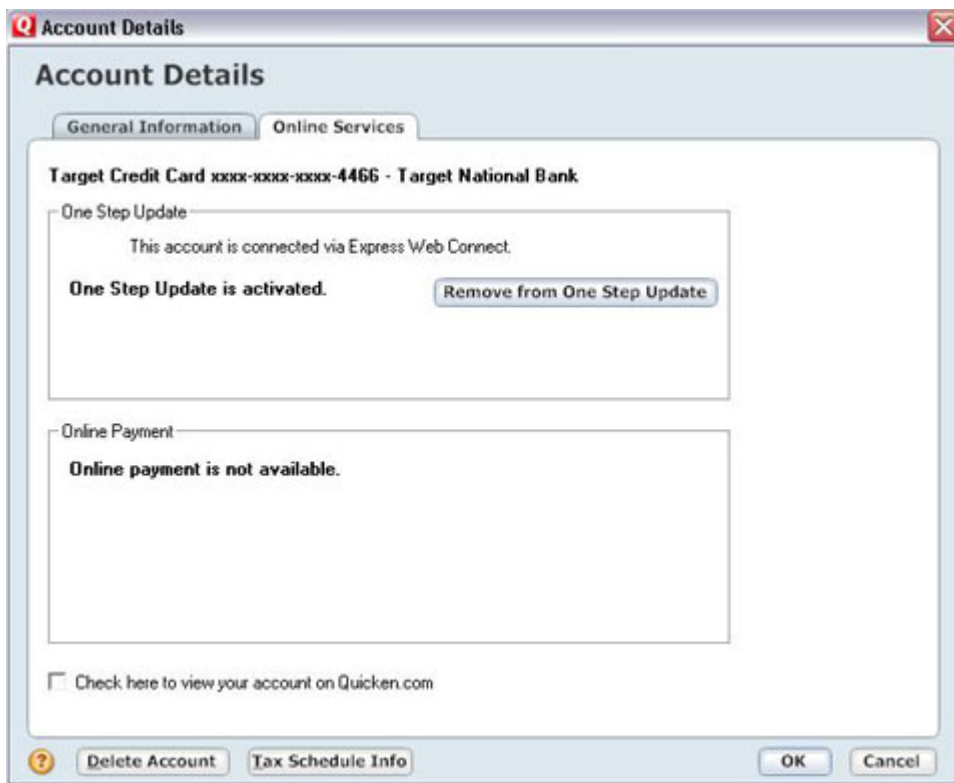 Account Details
Account Details
General Information Online Services
Target Credit Card xxxx-xxxx-xxxx-4466 - Target National Bank
One Step Update
This account is connected via Express Web Connect.
One Step Update is activated. Remove from One Step Update
Online Payment
Online payment is not available.
Check here to view your account on Quicken.com
? Delete Account Tax Schedule Info OK Cancel